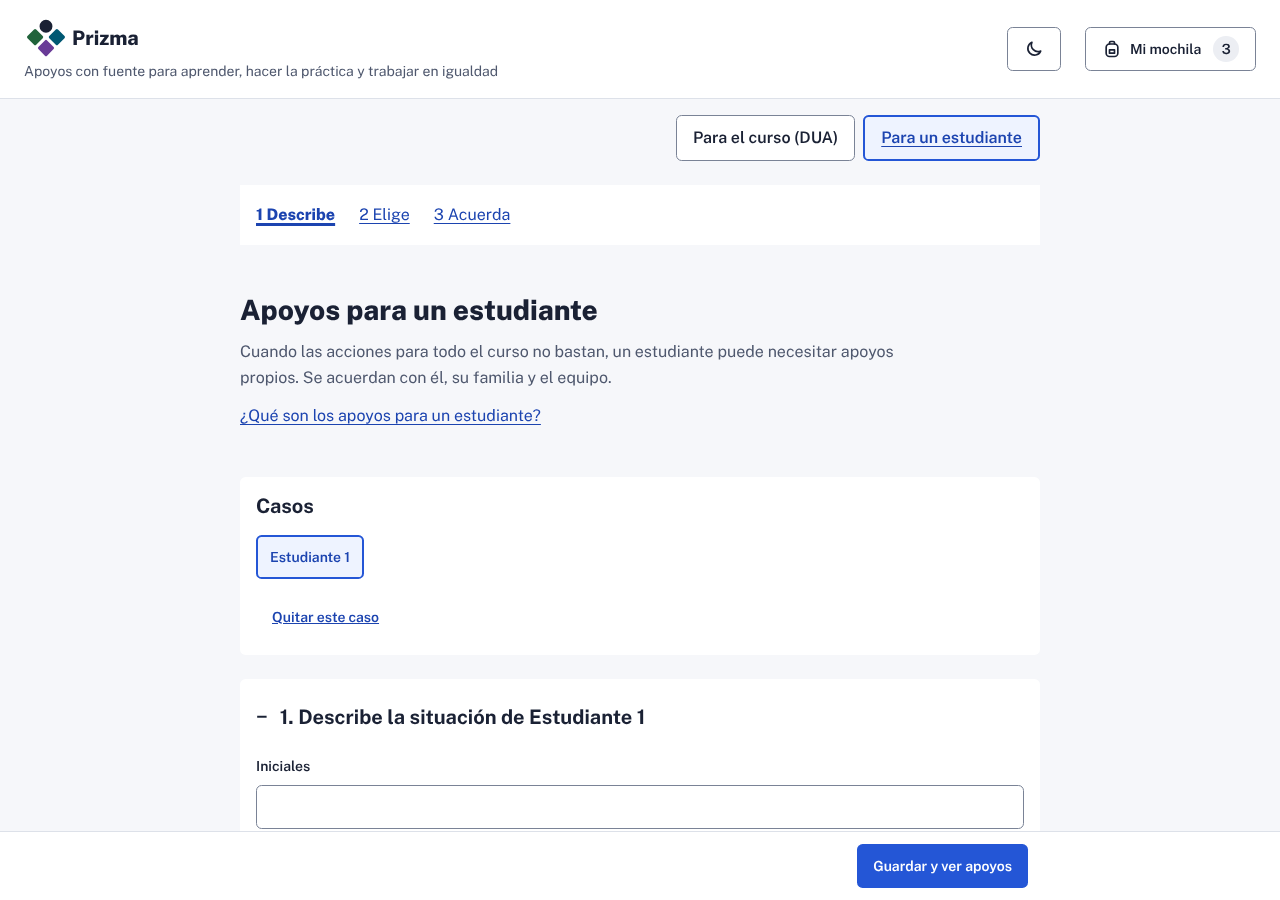 Prizma
Apoyos con fuente para aprender, hacer la práctica y trabajar en igualdad
Mi mochila 3
Para el curso (DUA)
Para un estudiante
1 Describe
2 Elige
3 Acuerda
Apoyos para un estudiante
Cuando las acciones para todo el curso no bastan, un estudiante puede necesitar apoyos
propios. Se acuerdan con él, su familia y el equipo.
¿Qué son los apoyos para un estudiante?
Casos
Estudiante 1
Quitar este caso
− 1. Describe la situación de Estudiante 1
Iniciales
Guardar y ver apoyos